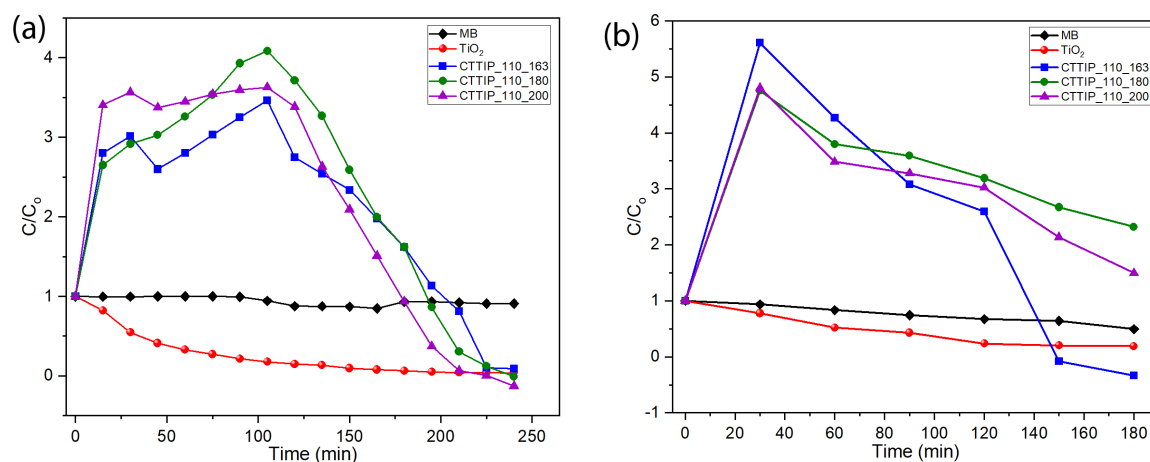 (a)
MB
TiO₂
CTTIP_110_163
CTTIP_110_180
CTTIP_110_200
4
3
2
1
0
C/Cₒ
0 50 100 150 200 250
Time (min)
(b)
MB
TiO₂
CTTIP_110_163
CTTIP_110_180
CTTIP_110_200
6
5
4
3
2
1
0
-1
C/Cₒ
0 20 40 60 80 100 120 140 160 180
Time (min)